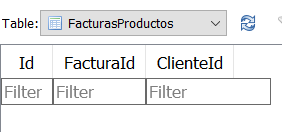 Table: FacturasProductos
Id FacturaId ClienteId
Filter Filter Filter